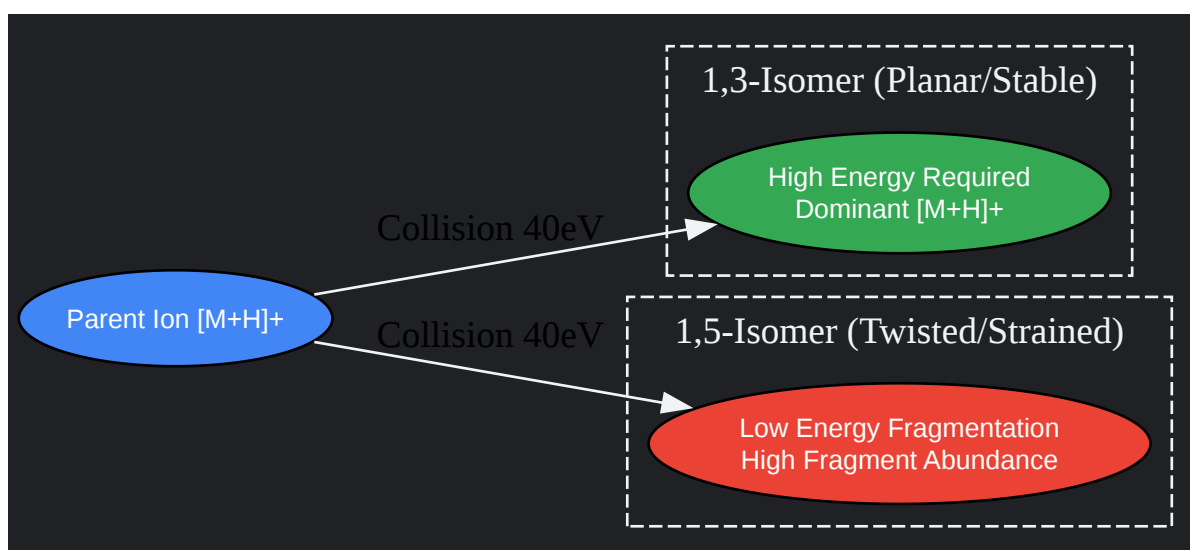 1,3-Isomer (Planar/Stable)
High Energy Required
Dominant [M+H]+
Collision 40eV
Parent Ion [M+H]+
Collision 40eV
1,5-Isomer (Twisted/Strained)
Low Energy Fragmentation
High Fragment Abundance